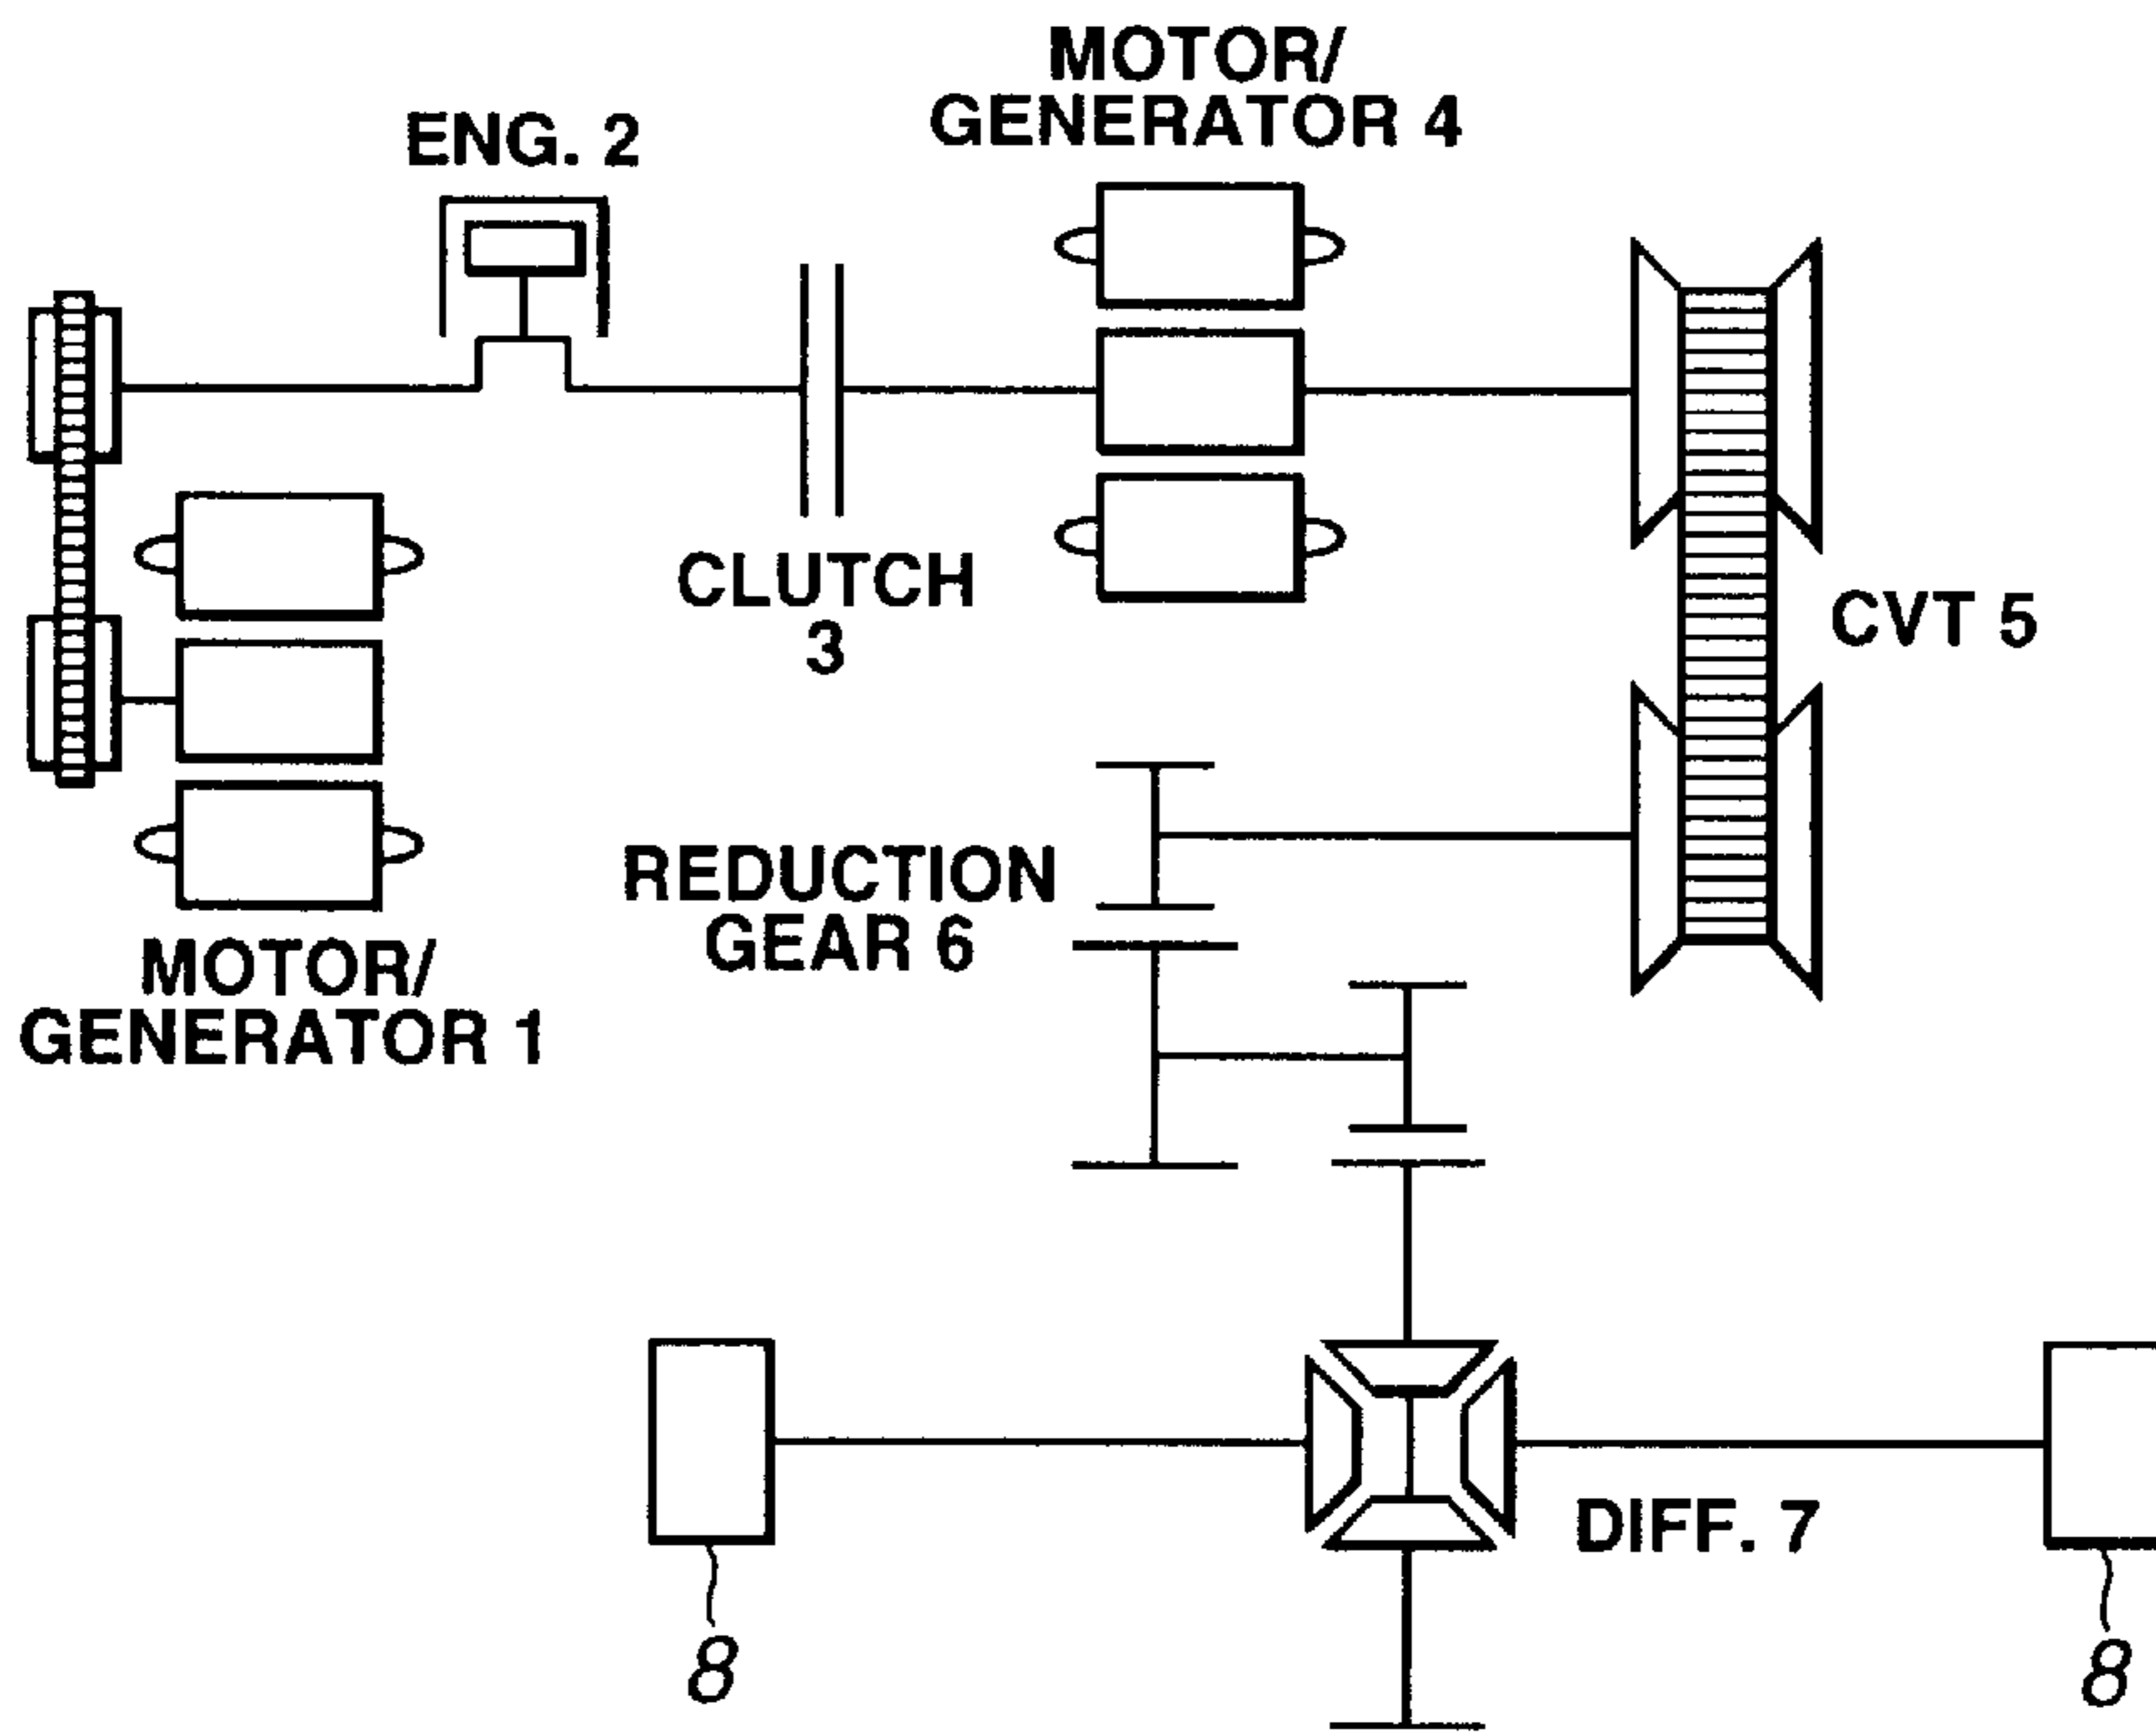 MOTOR/
GENERATOR 4
ENG. 2
CLUTCH
3
CVT 5
REDUCTION
GEAR 6
MOTOR/
GENERATOR 1
DIFF. 7
8
8